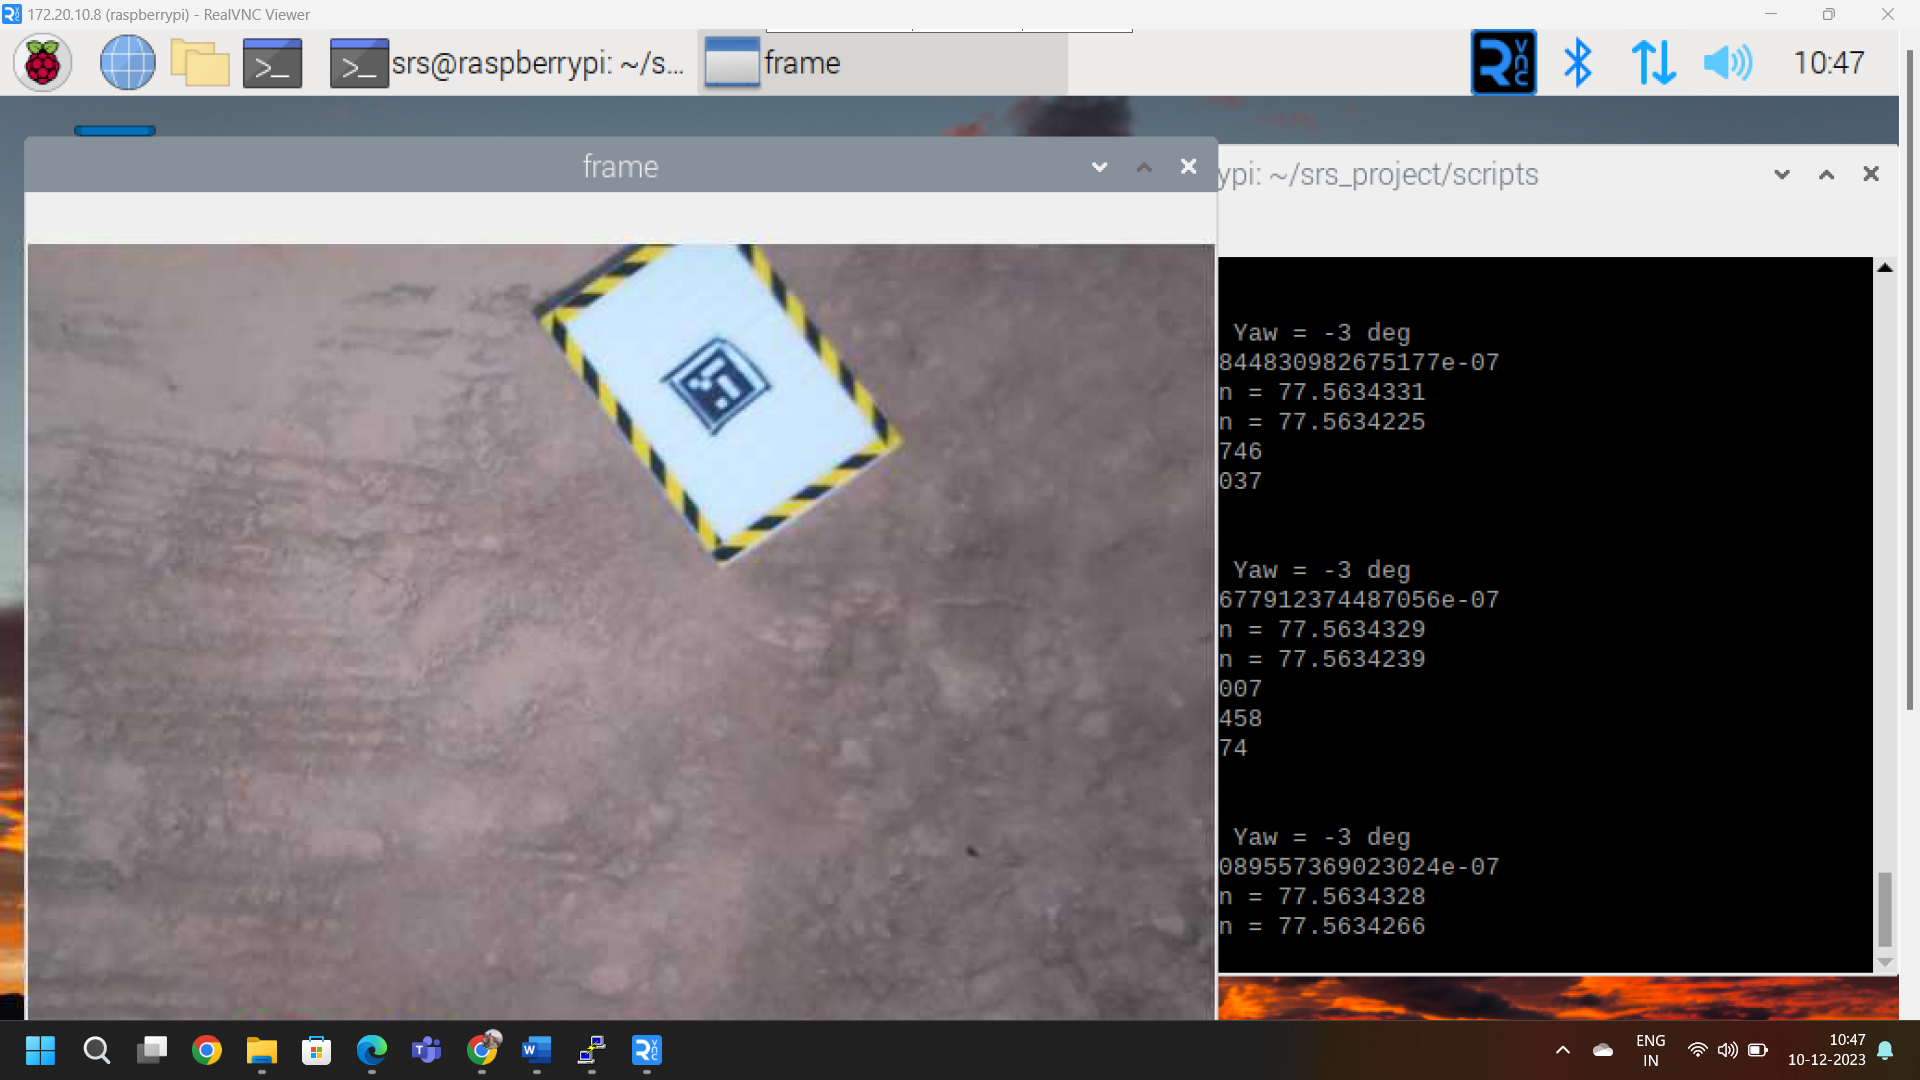 172.20.10.8 (raspberrypi) - RealVNC Viewer
srs@raspberrypi: ~/s...
frame
10:47
frame
ypi: ~/srs_project/scripts
Yaw = -3 deg
844830982675177e-07
n = 77.5634331
n = 77.5634225
746
037
Yaw = -3 deg
677912374487056e-07
n = 77.5634329
n = 77.5634239
007
458
74
Yaw = -3 deg
089557369023024e-07
n = 77.5634328
n = 77.5634266
ENG
IN
10:47
10-12-2023